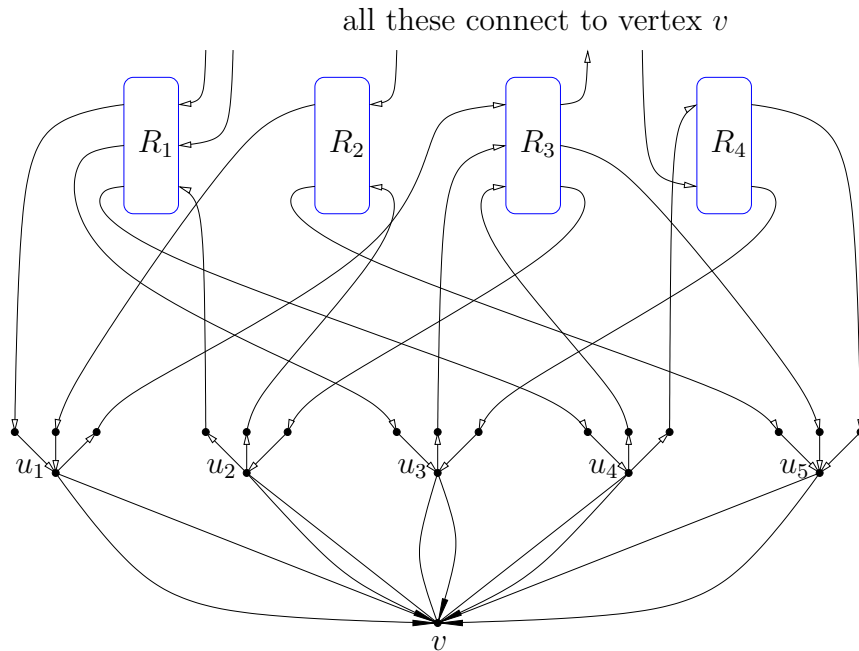 all these connect to vertex v
R₁ R₂ R₃ R₄
u₁ u₂ u₃ u₄ u₅
v